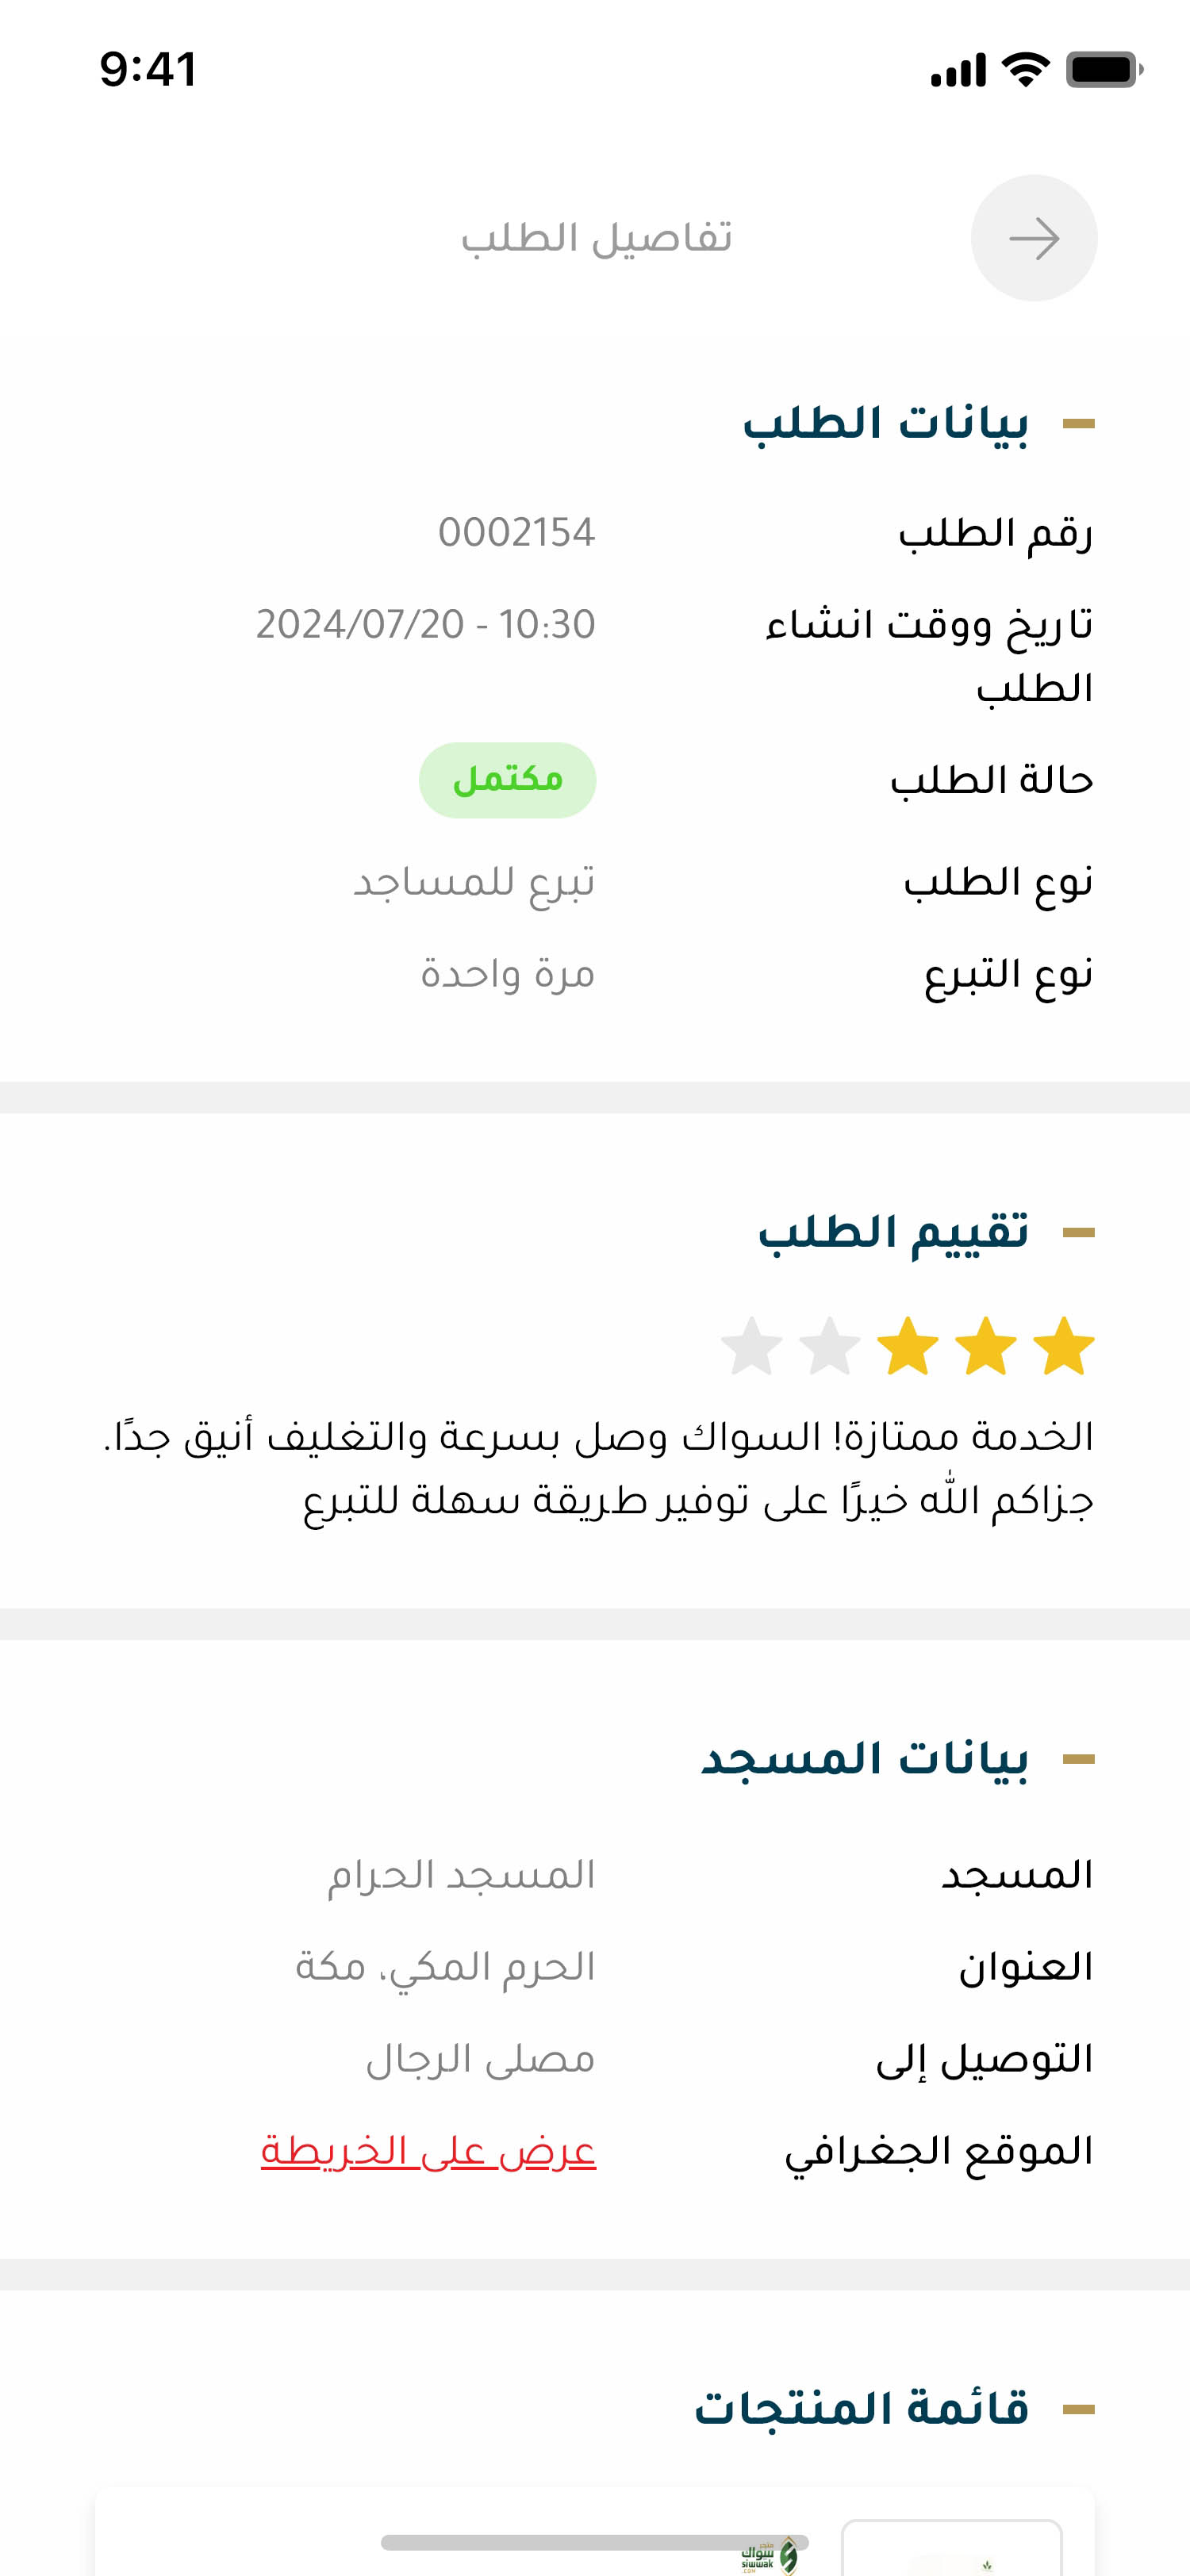 9:41
تفاصيل الطلب
بيانات الطلب
رقم الطلب
0002154
تاريخ ووقت انشاء
الطلب
2024/07/20 - 10:30
حالة الطلب
مكتمل
نوع الطلب
تبرع للمساجد
نوع التبرع
مرة واحدة
تقييم الطلب
الخدمة ممتازة! السواك وصل بسرعة والتغليف أنيق جدًا.
جزاكم الله خيرًا على توفير طريقة سهلة للتبرع
بيانات المسجد
المسجد
المسجد الحرام
العنوان
الحرم المكي، مكة
التوصيل إلى
مصلى الرجال
الموقع الجغرافي
عرض على الخريطة
قائمة المنتجات
متجر
سواك
siwwak
.COM